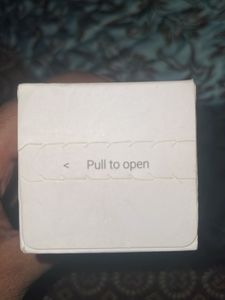 < Pull to open